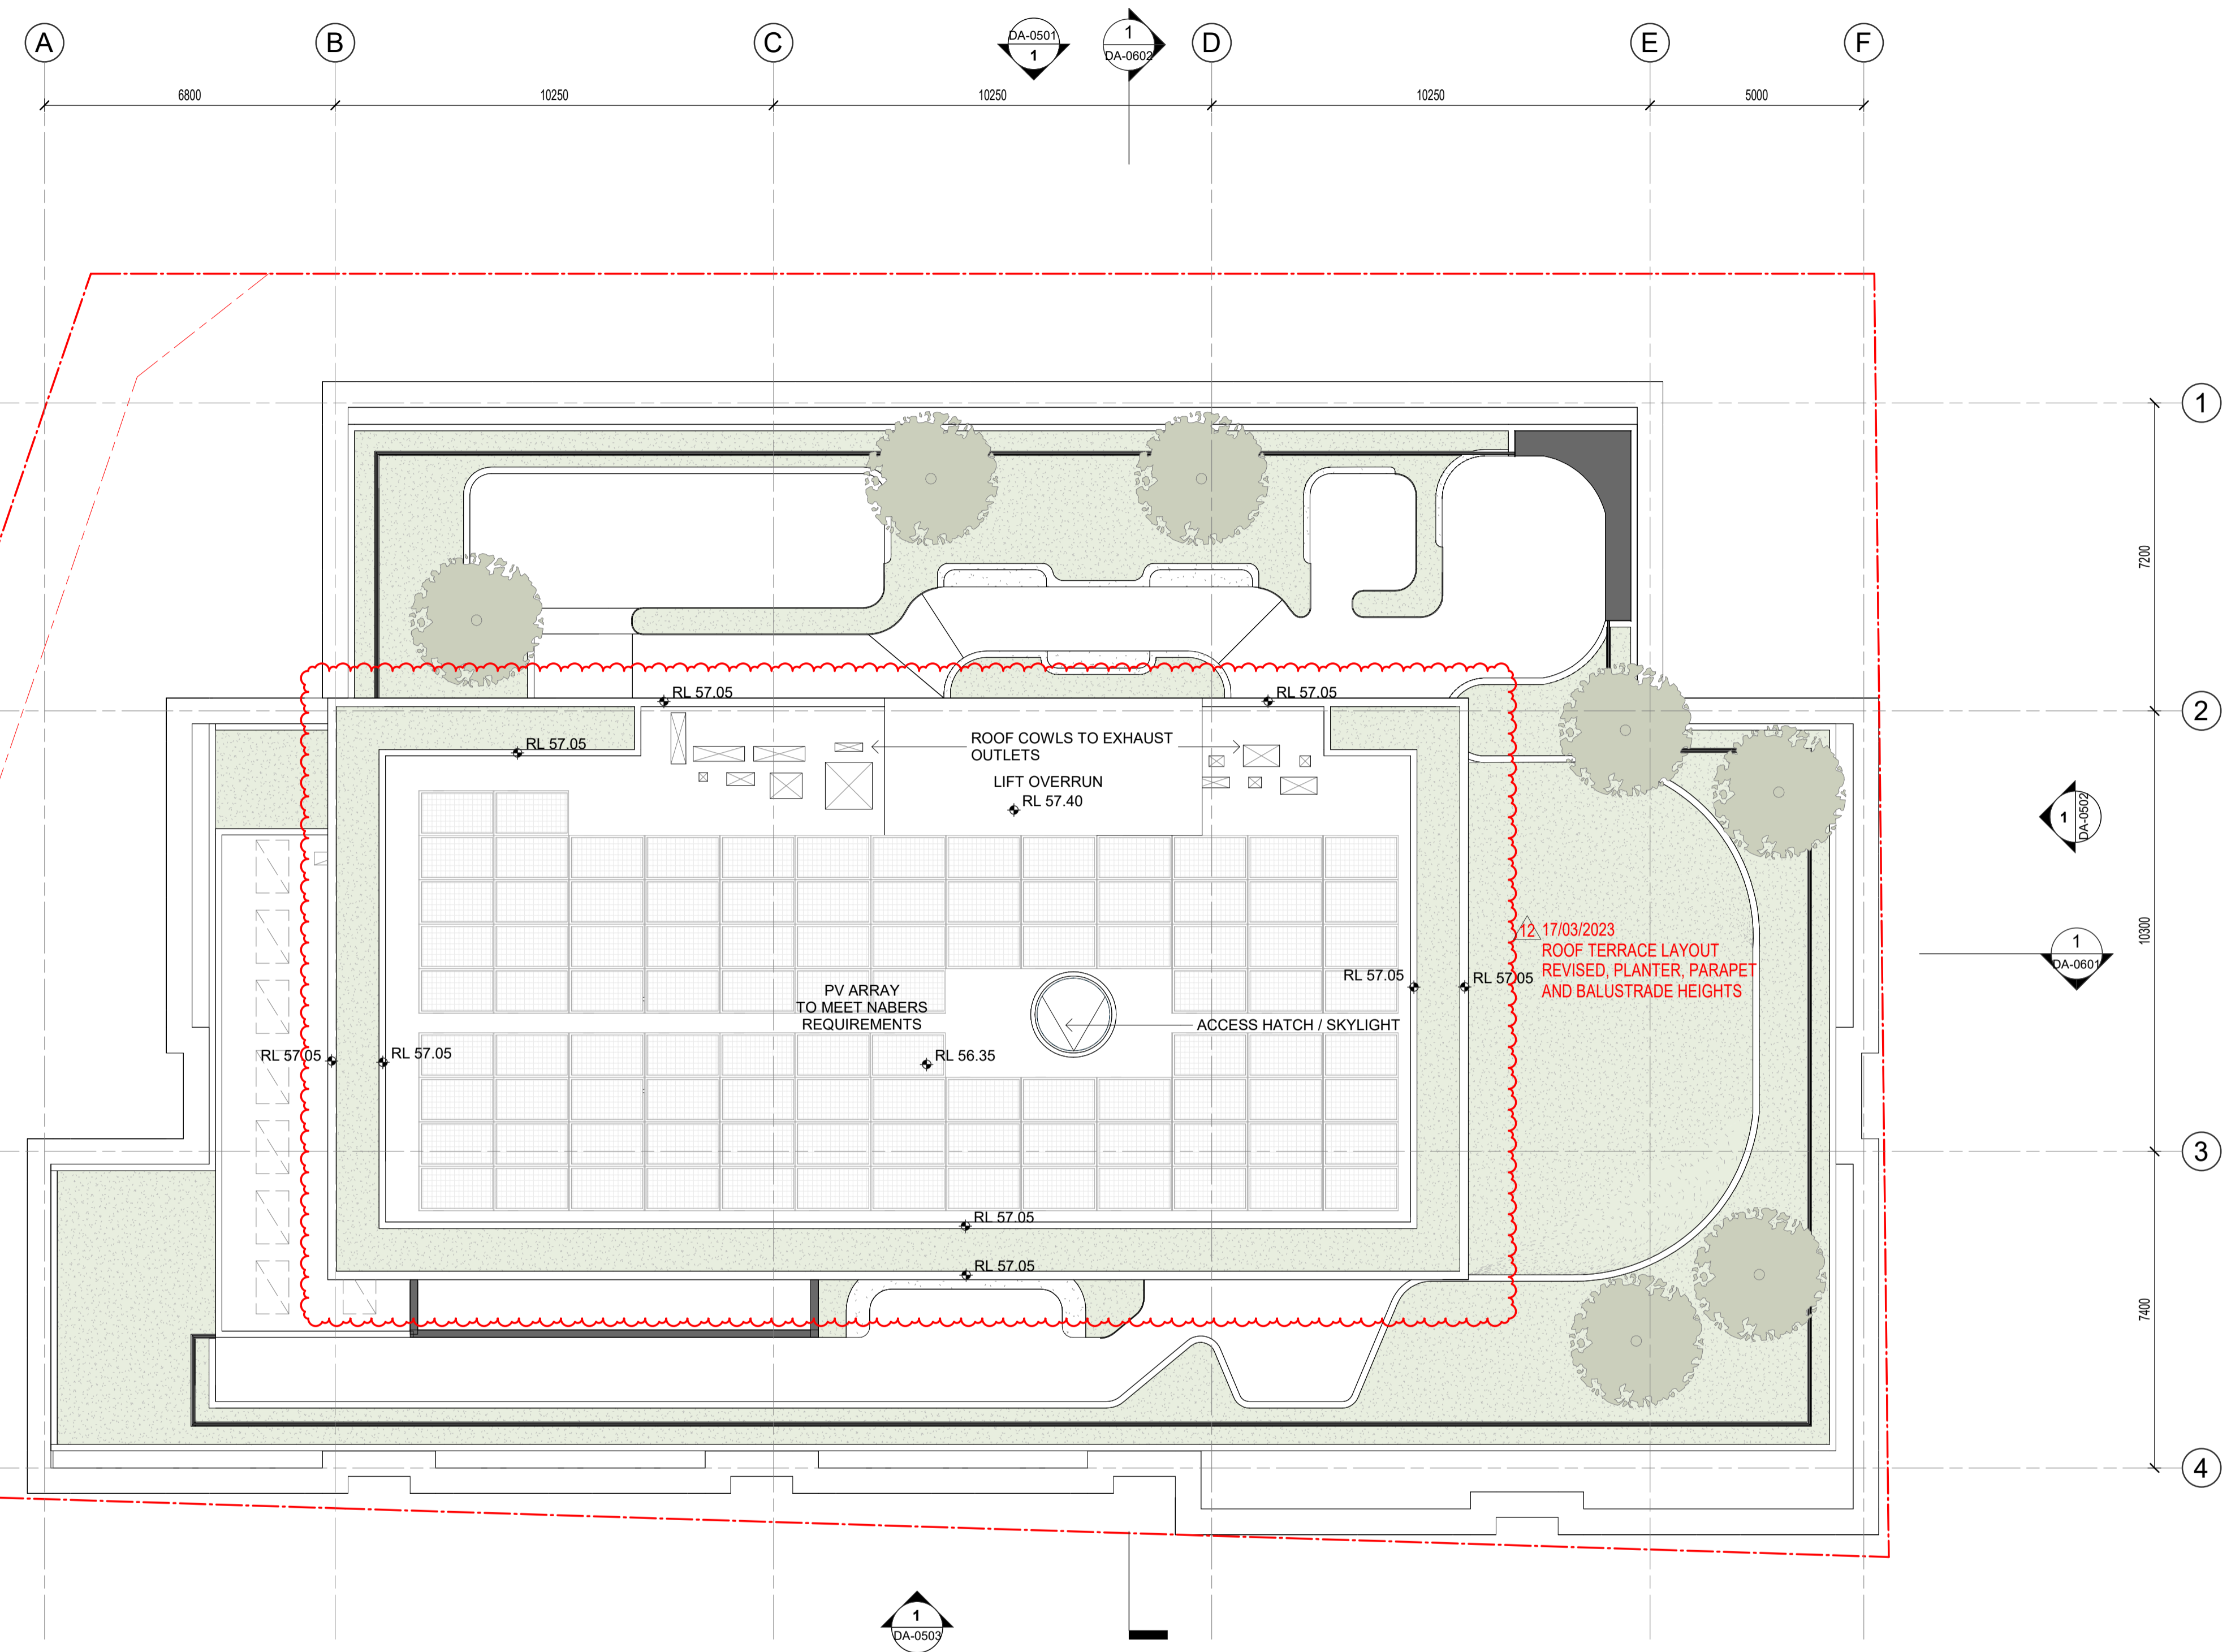 A
B
C
DA-0501
1
1
DA-0602
D
E
F
6800
10250
10250
10250
5000
1
7200
RL 57.05
RL 57.05
2
RL 57.05
ROOF COWLS TO EXHAUST
OUTLETS
LIFT OVERRUN
RL 57.40
1
DA-0502
12
17/03/2023
ROOF TERRACE LAYOUT
REVISED, PLANTER, PARAPET
AND BALUSTRADE HEIGHTS
10300
1
DA-0601
RL 57.05
RL 57.05
PV ARRAY
TO MEET NABERS
REQUIREMENTS
ACCESS HATCH / SKYLIGHT
RL 57.05
RL 57.05
RL 56.35
3
RL 57.05
RL 57.05
7400
4
1
DA-0503